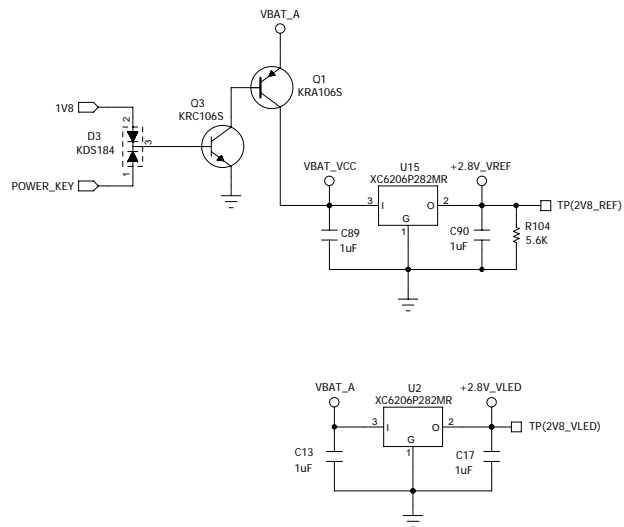 VBAT_A
Q1
KRA106S
Q3
KRC106S
1V8
2
D3
KDS184
3
1
POWER_KEY
VBAT_VCC
U15
XC6206P282MR
+2.8V_VREF
3
I
O
2
G
1
TP(2V8_REF)
C89
1uF
C90
1uF
R104
5.6K
VBAT_A
U2
XC6206P282MR
+2.8V_VLED
3
I
O
2
G
1
TP(2V8_VLED)
C13
1uF
C17
1uF